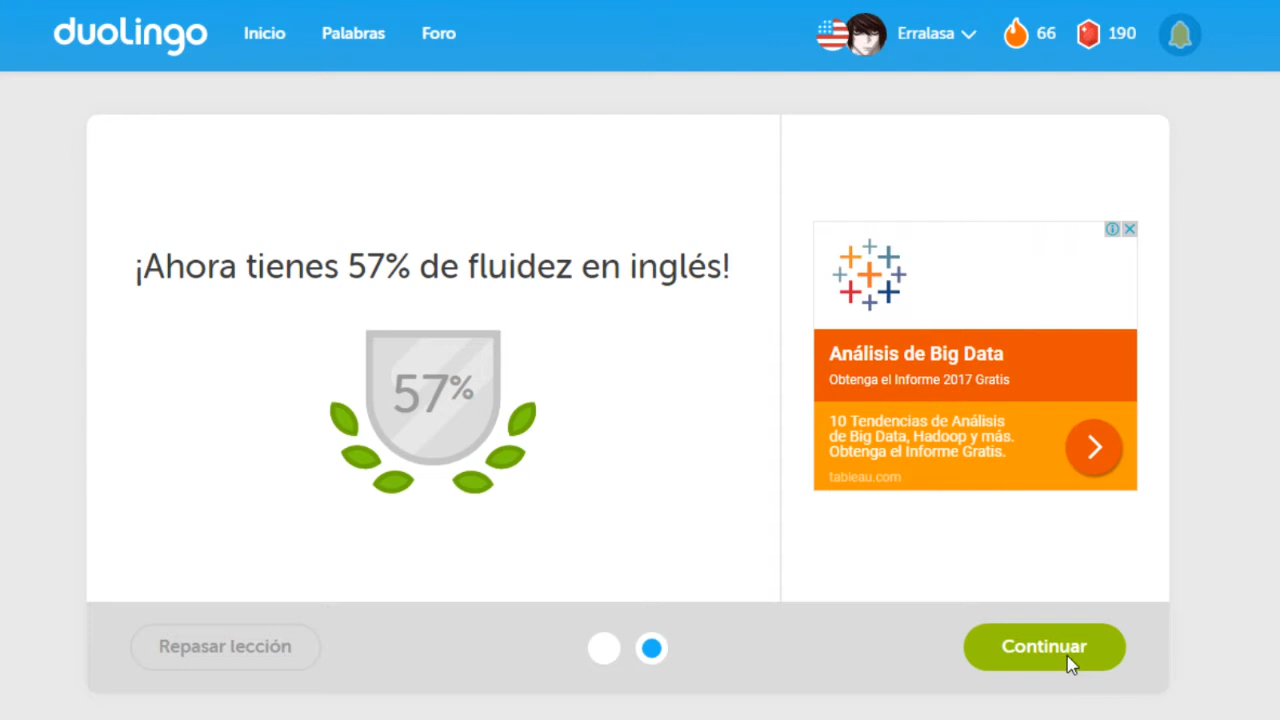 duolingo
Inicio
Palabras
Foro
Erralasa
66
190
¡Ahora tienes 57% de fluidez en inglés!
57%
Análisis de Big Data
Obtenga el Informe 2017 Gratis
10 Tendencias de Análisis
de Big Data, Hadoop y más.
Obtenga el Informe Gratis.
tableau.com
Repasar lección
Continuar